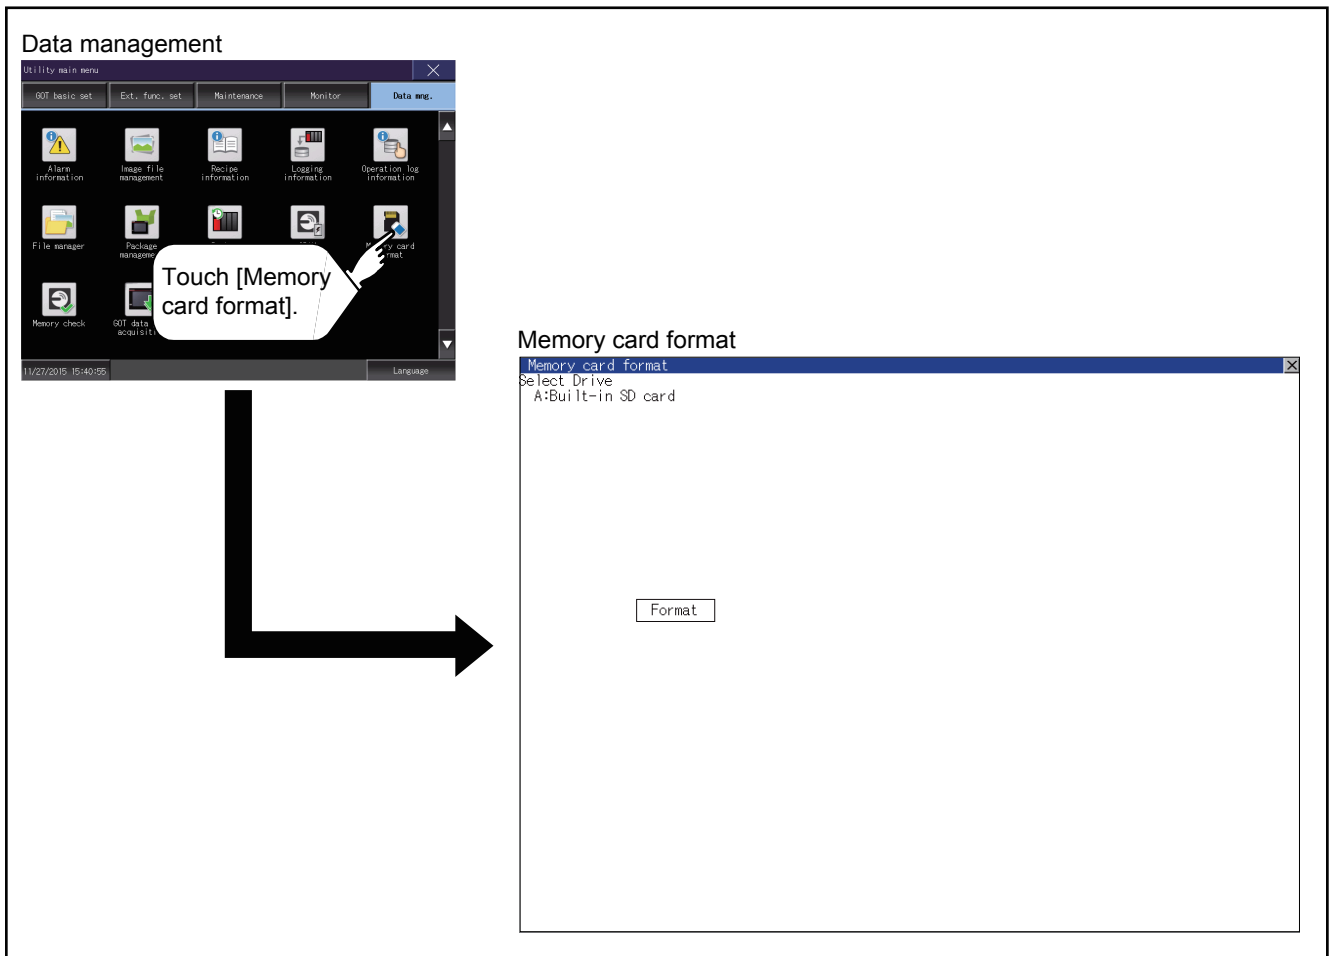 Data management
Utility main menu
GOT basic set
Ext. func. set
Maintenance
Monitor
Data mng.
Alarm
information
Image file
management
Recipe
information
Logging
information
Operation log
information
File manager
Package
card
Memory check
GOT data
Touch [Memory
card format].
11/27/2015 15:40:55
Language
Memory card format
Memory card format
Select Drive
A:Built-in SD card
Format